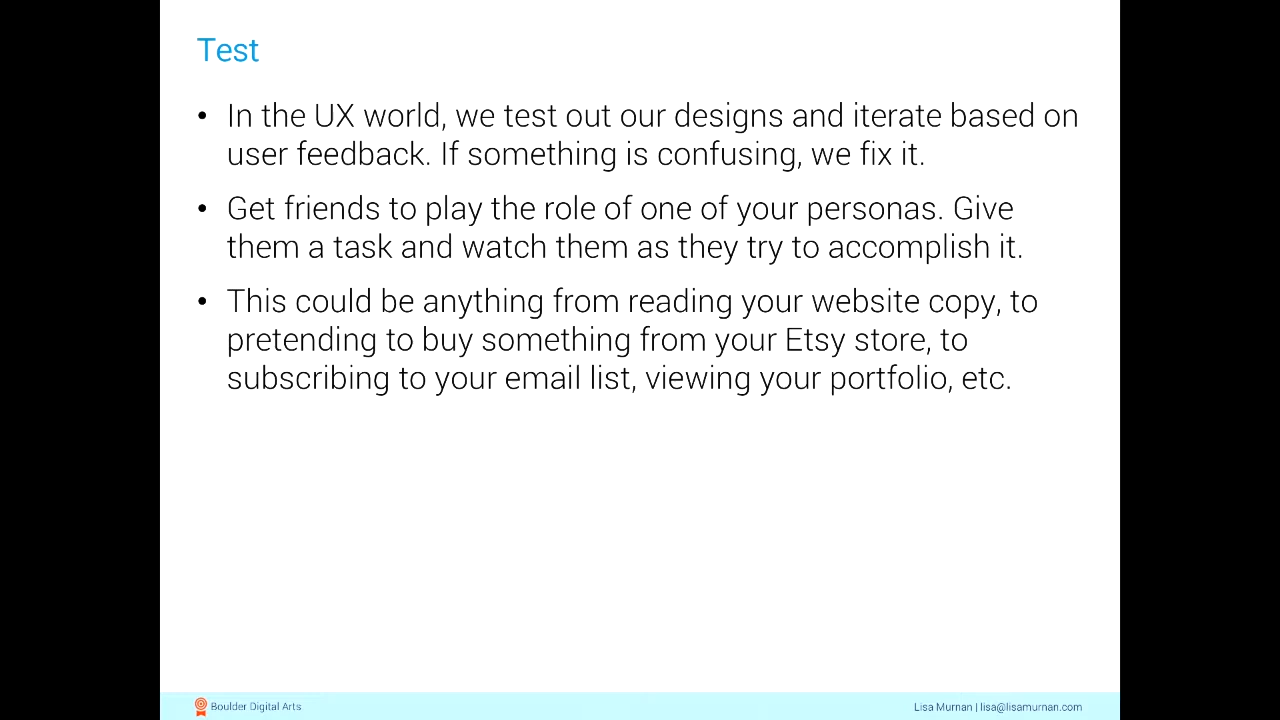 Test
• In the UX world, we test out our designs and iterate based on
user feedback. If something is confusing, we fix it.
• Get friends to play the role of one of your personas. Give
them a task and watch them as they try to accomplish it.
• This could be anything from reading your website copy, to
pretending to buy something from your Etsy store, to
subscribing to your email list, viewing your portfolio, etc.
Boulder Digital Arts
Lisa Murnan | lisa@lisamurnan.com